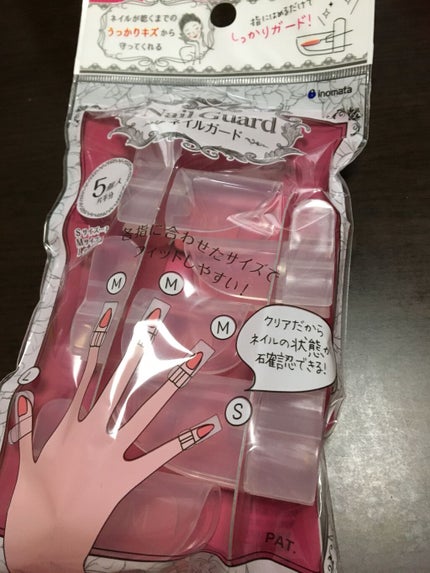 ネイルが乾くまでの
うっかりキズから
守ってくれる
指にはめるだけで
しっかりガード!
inomata
Nail Guard
ネイルガード
5個入
片手分
各指に合わせたサイズで
フィットしやすい!
M
M
M
S
L
クリアだから
ネイルの状態が
確認できる!
PAT.